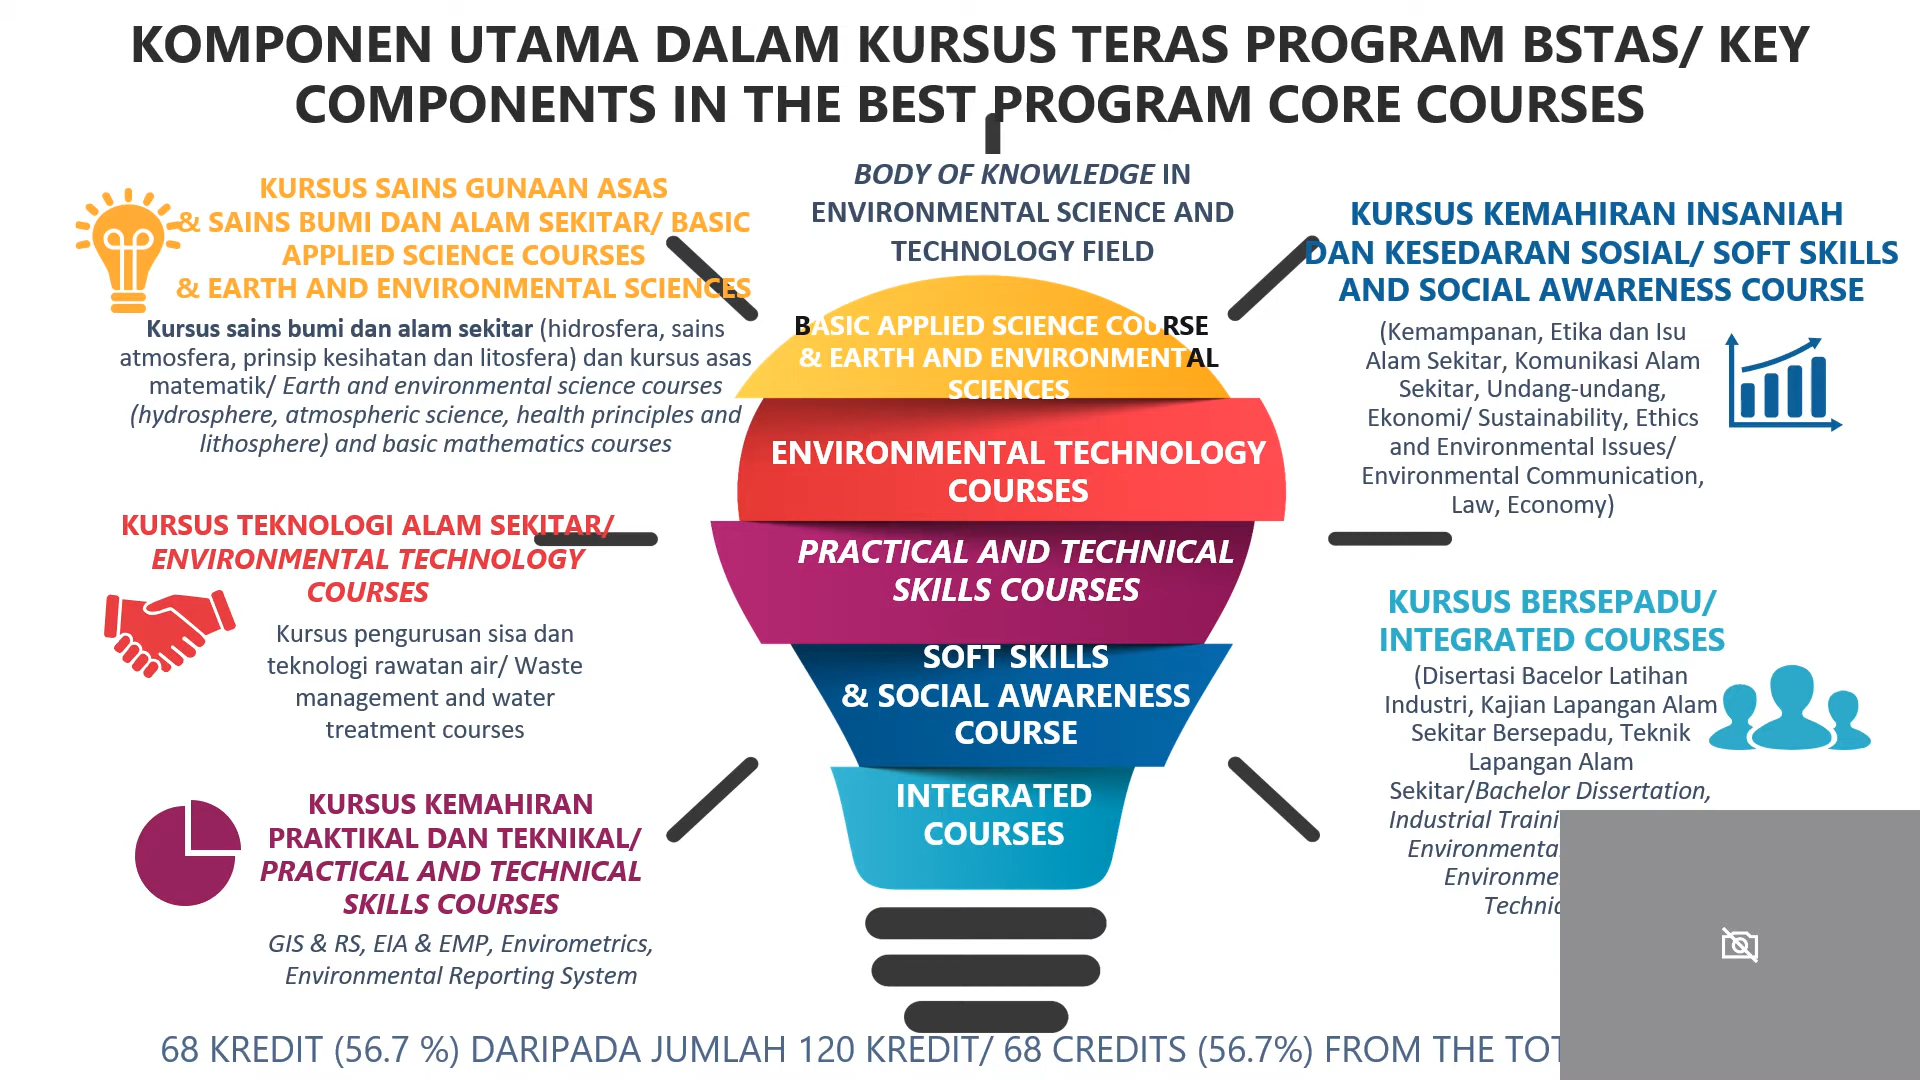 KOMPONEN UTAMA DALAM KURSUS TERAS PROGRAM BSTAS/ KEY
COMPONENTS IN THE BEST PROGRAM CORE COURSES
KURSUS SAINS GUNAAN ASAS
& SAINS BUMI DAN ALAM SEKITAR/ BASIC
APPLIED SCIENCE COURSES
& EARTH AND ENVIRONMENTAL SCIENCES
Kursus sains bumi dan alam sekitar (hidrosfera, sains
atmosfera, prinsip kesihatan dan litosfera) dan kursus asas
matematik/ Earth and environmental science courses
(hydrosphere, atmospheric science, health principles and
lithosphere) and basic mathematics courses
KURSUS TEKNOLOGI ALAM SEKITAR/
ENVIRONMENTAL TECHNOLOGY
COURSES
Kursus pengurusan sisa dan
teknologi rawatan air/ Waste
management and water
treatment courses
KURSUS KEMAHIRAN
PRAKTIKAL DAN TEKNIKAL/
PRACTICAL AND TECHNICAL
SKILLS COURSES
GIS & RS, EIA & EMP, Envirometrics,
Environmental Reporting System
BODY OF KNOWLEDGE IN
ENVIRONMENTAL SCIENCE AND
TECHNOLOGY FIELD
BASIC APPLIED SCIENCE COURSE
& EARTH AND ENVIRONMENTAL
SCIENCES
ENVIRONMENTAL TECHNOLOGY
COURSES
PRACTICAL AND TECHNICAL
SKILLS COURSES
SOFT SKILLS
& SOCIAL AWARENESS
COURSE
INTEGRATED
COURSES
KURSUS KEMAHIRAN INSANIAH
DAN KESEDARAN SOSIAL/ SOFT SKILLS
AND SOCIAL AWARENESS COURSE
(Kemampanan, Etika dan Isu
Alam Sekitar, Komunikasi Alam
Sekitar, Undang-undang,
Ekonomi/ Sustainability, Ethics
and Environmental Issues/
Environmental Communication,
Law, Economy)
KURSUS BERSEPADU/
INTEGRATED COURSES
(Disertasi Bacelor Latihan
Industri, Kajian Lapangan Alam
Sekitar Bersepadu, Teknik
Lapangan Alam
Sekitar/Bachelor Dissertation,
Industrial
68 KREDIT (56.7 %) DARIPADA JUMLAH 120 KREDIT/ 68 CREDITS (56.7%) FROM THE